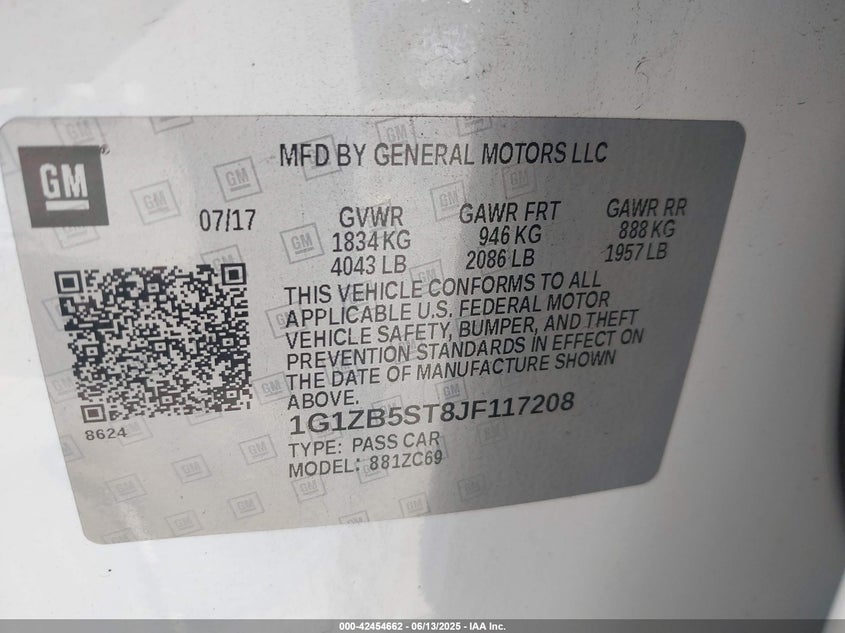 GM
MFD BY GENERAL MOTORS LLC
07/17 GVWR GAWR FRT GAWR RR
1834 KG 946 KG 888 KG
4043 LB 2086 LB 1957 LB
THIS VEHICLE CONFORMS TO ALL
APPLICABLE U.S. FEDERAL MOTOR
VEHICLE SAFETY, BUMPER, AND THEFT
PREVENTION STANDARDS IN EFFECT ON
THE DATE OF MANUFACTURE SHOWN
ABOVE.
8624
1G1ZB5ST8JF117208
TYPE: PASS CAR
MODEL: 881ZC69
000-42454662 - 06/13/2025 - IAA Inc.